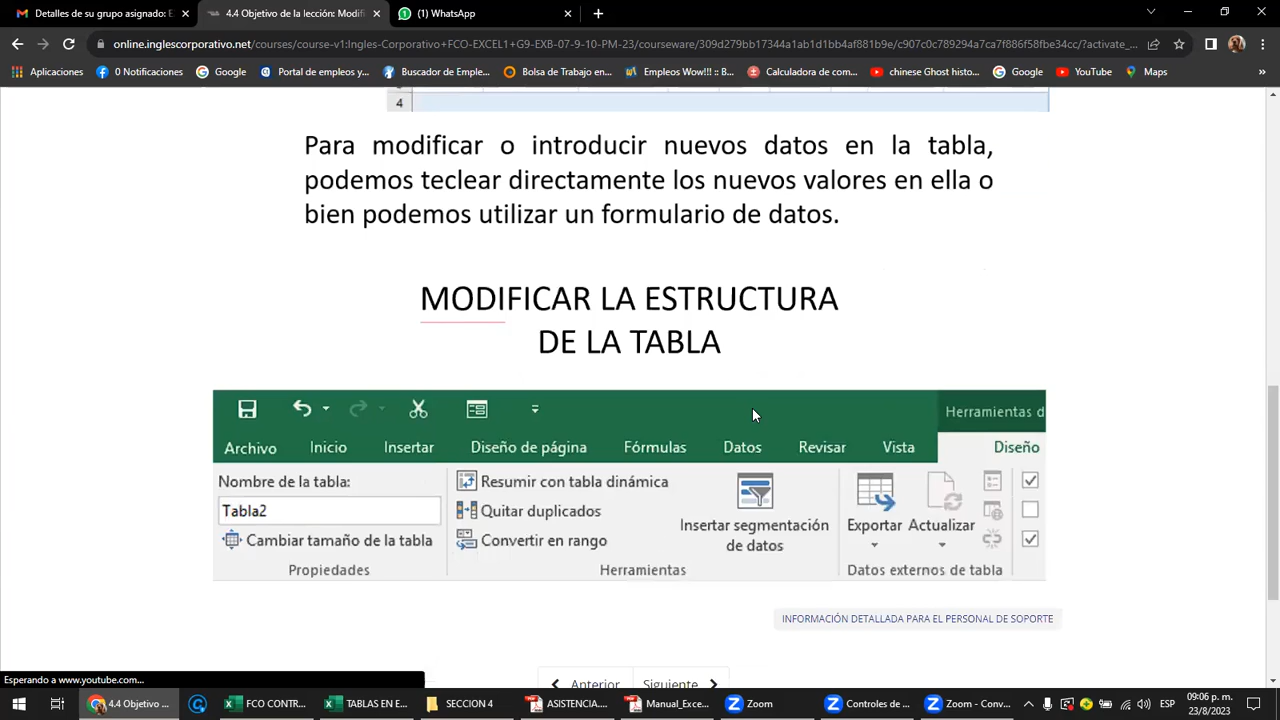 Detalles de su grupo asignado: E
4.4 Objetivo de la lección: Modifi
(1) WhatsApp
online.inglescorporativo.net/courses/course-v1:Ingles-Corporativo+FCO-EXCEL1+G9-EXB-07-9-10-PM-23/courseware/309d279bb17344a1ab1d1bb4af881b9e/c907c0c789294a7ca7f886f58fbe34cc/?activate_...
Aplicaciones
0 Notificaciones
Google
Portal de empleos y...
Buscador de Emple...
Bolsa de Trabajo en...
Empleos Wow!!! :: B...
Calculadora de com...
chinese Ghost histo...
Google
YouTube
Maps
4
Para modificar o introducir nuevos datos en la tabla,
podemos teclear directamente los nuevos valores en ella o
bien podemos utilizar un formulario de datos.
MODIFICAR LA ESTRUCTURA
DE LA TABLA
Herramientas d
Archivo Inicio Insertar Diseño de página Fórmulas Datos Revisar Vista Diseño
Nombre de la tabla:
Tabla2
Cambiar tamaño de la tabla
Propiedades
Resumir con tabla dinámica
Quitar duplicados
Convertir en rango
Insertar segmentación
de datos
Herramientas
Exportar Actualizar
Datos externos de tabla
INFORMACIÓN DETALLADA PARA EL PERSONAL DE SOPORTE
Anterior Siguiente
Esperando a www.youtube.com...
4.4 Objetivo ...
FCO CONTR...
TABLAS EN E...
SECCION 4
ASISTENCIA....
Manual_Exce...
Zoom
Controles de ...
Zoom - Conv...
ESP
09:06 p. m.
23/8/2023